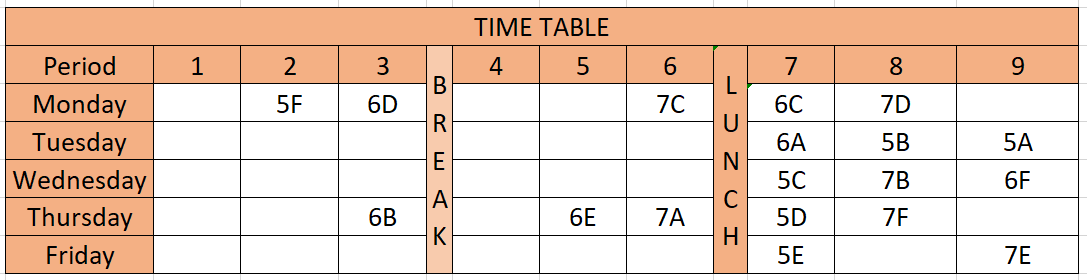 TIME TABLE
Period 1 2 3 BREAK 4 5 6 LUNCH 7 8 9
Monday 5F 6D 7C 6C 7D
Tuesday 6A 5B 5A
Wednesday 5C 7B 6F
Thursday 6B 6E 7A 5D 7F
Friday 5E 7E